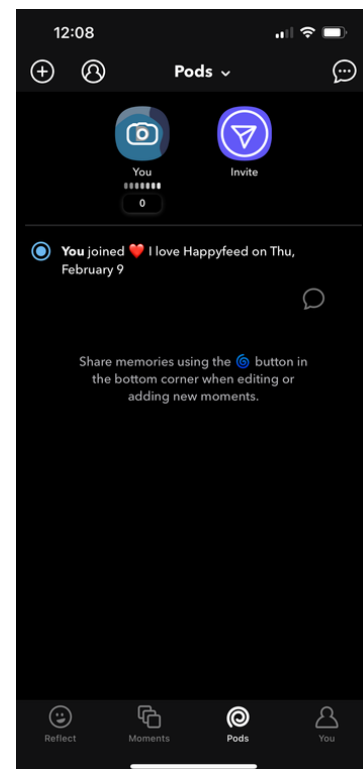 12:08
Pods
You
Invite
0
You joined ❤️ I love Happyfeed on Thu,
February 9
Share memories using the 🌀 button in
the bottom corner when editing or
adding new moments.
Reflect
Moments
Pods
You